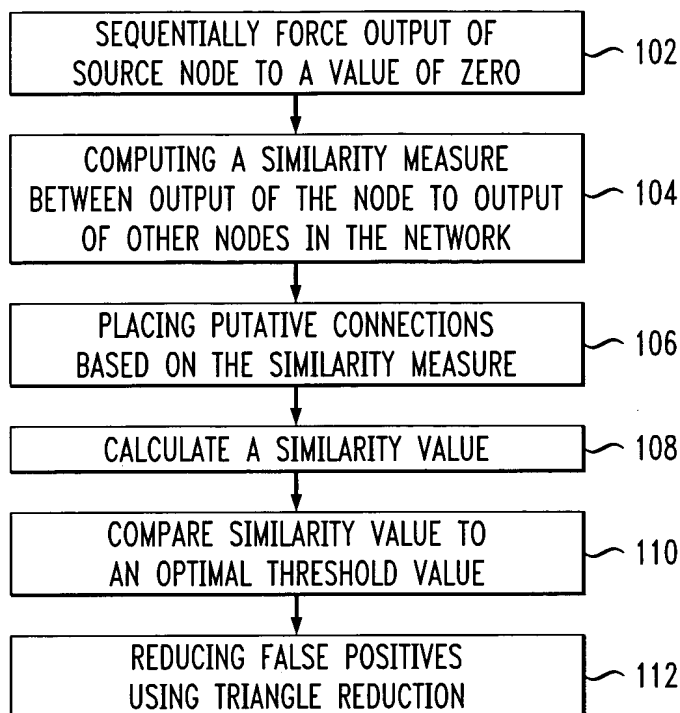 SEQUENTIALLY FORCE OUTPUT OF
SOURCE NODE TO A VALUE OF ZERO
102
COMPUTING A SIMILARITY MEASURE
BETWEEN OUTPUT OF THE NODE TO OUTPUT
OF OTHER NODES IN THE NETWORK
104
PLACING PUTATIVE CONNECTIONS
BASED ON THE SIMILARITY MEASURE
106
CALCULATE A SIMILARITY VALUE
108
COMPARE SIMILARITY VALUE TO
AN OPTIMAL THRESHOLD VALUE
110
REDUCING FALSE POSITIVES
USING TRIANGLE REDUCTION
112